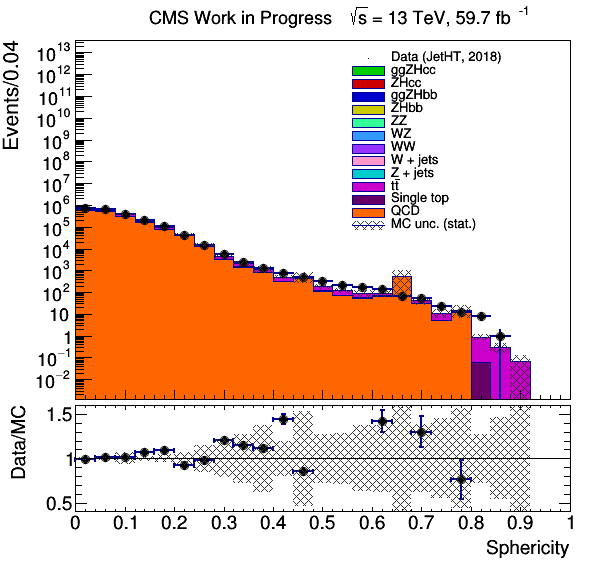 CMS Work in Progress √s = 13 TeV, 59.7 fb⁻¹
Events/0.04
10¹³
10¹²
10¹¹
10¹⁰
10⁹
10⁸
10⁷
10⁶
10⁵
10⁴
10³
10²
10
1
10⁻¹
10⁻²
Data (JetHT, 2018)
ggZHcc
ZHcc
ggZHbb
ZHbb
ZZ
WZ
WW
W + jets
Z + jets
tt̄
Single top
QCD
MC unc. (stat.)
Data/MC
1.5
1
0.5
0 0.1 0.2 0.3 0.4 0.5 0.6 0.7 0.8 0.9 1
Sphericity